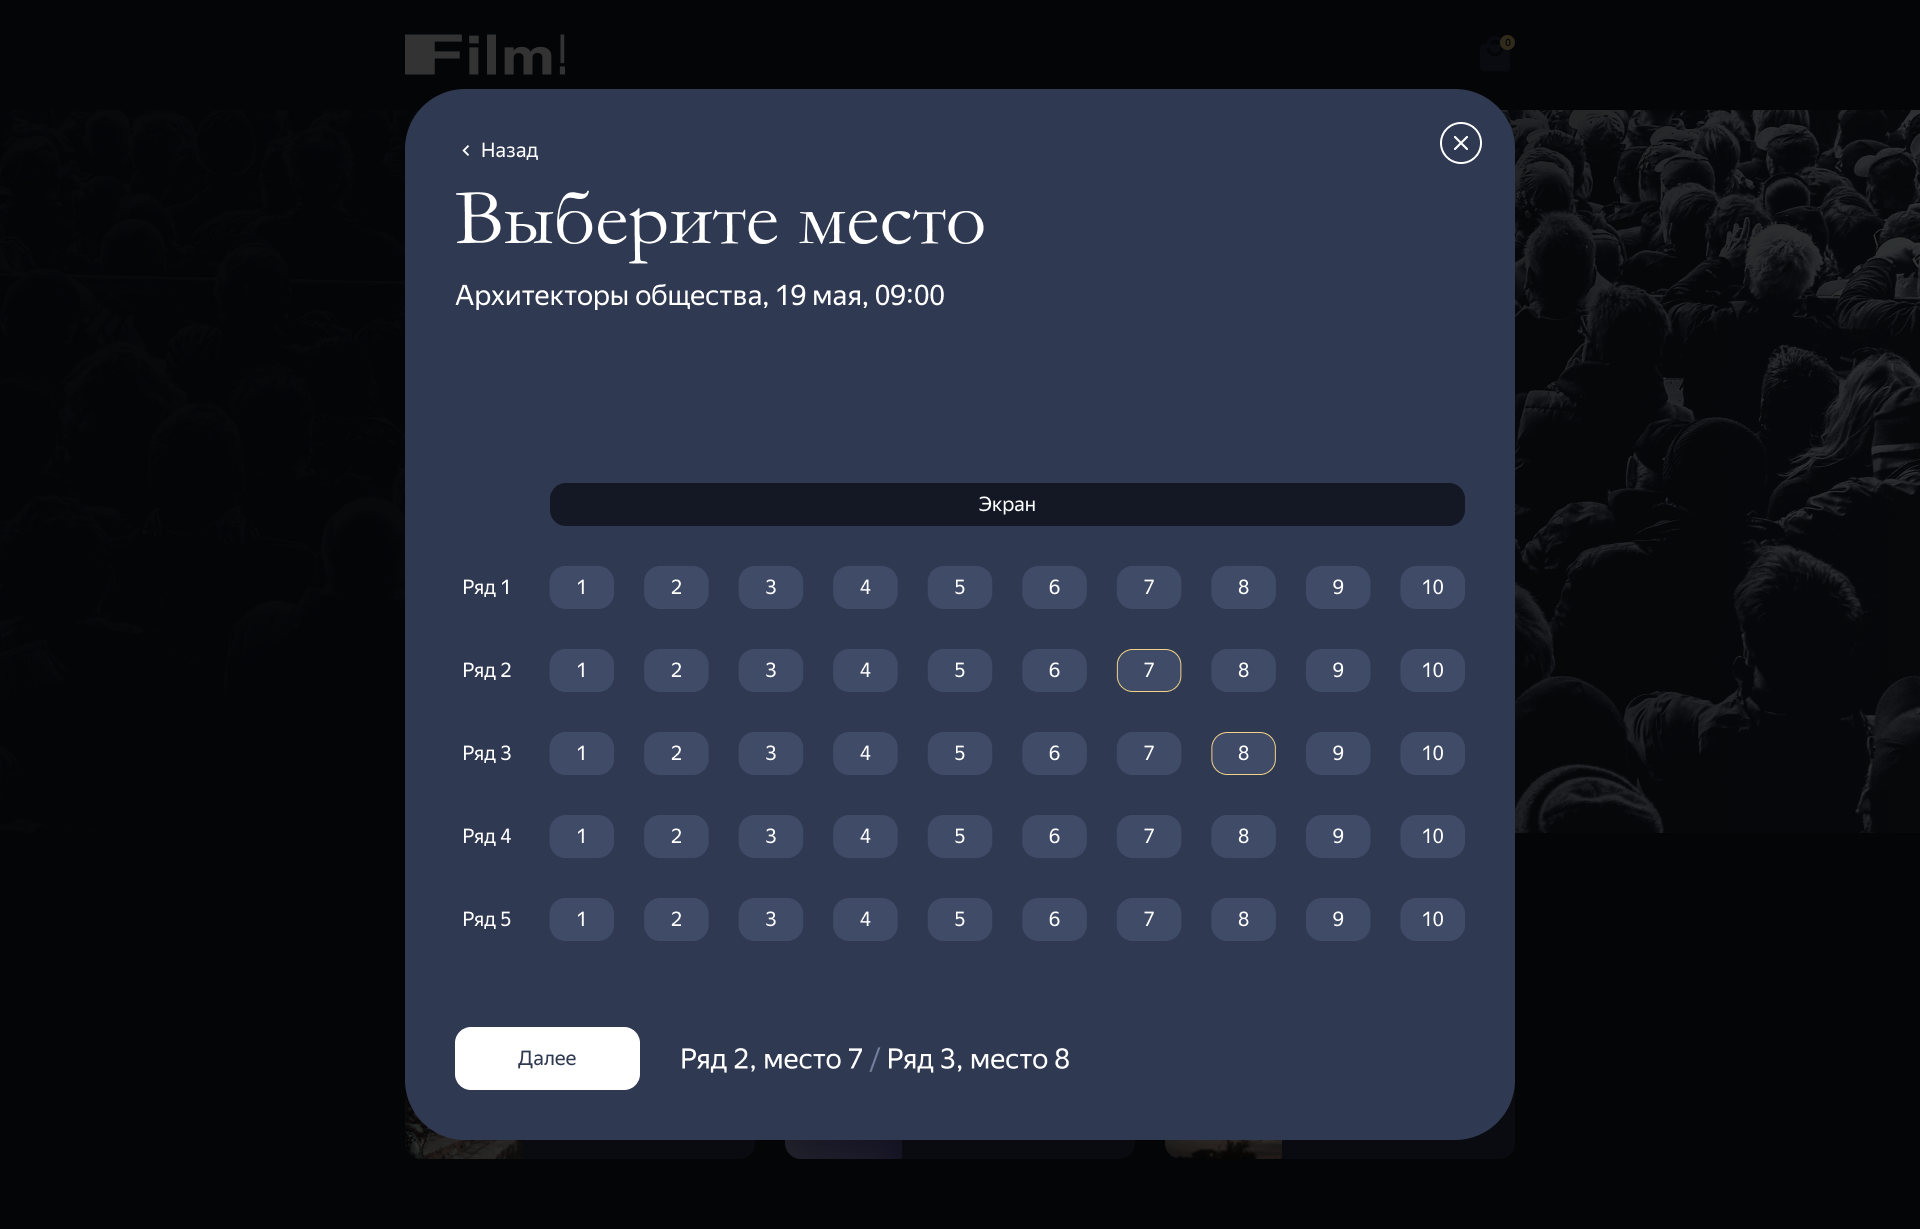 Film!
0
Назад
Выберите место
Архитекторы общества, 19 мая, 09:00
Экран
Ряд 1 1 2 3 4 5 6 7 8 9 10
Ряд 2 1 2 3 4 5 6 7 8 9 10
Ряд 3 1 2 3 4 5 6 7 8 9 10
Ряд 4 1 2 3 4 5 6 7 8 9 10
Ряд 5 1 2 3 4 5 6 7 8 9 10
Далее Ряд 2, место 7 / Ряд 3, место 8